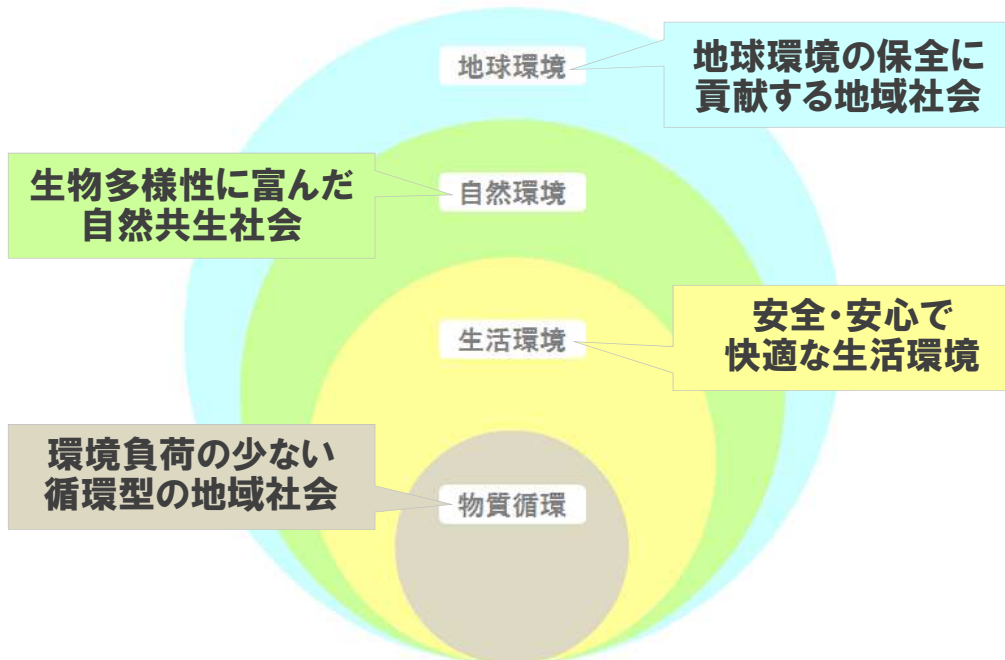 地球環境
地球環境の保全に
貢献する地域社会
生物多様性に富んだ
自然共生社会
自然環境
生活環境
安全・安心で
快適な生活環境
環境負荷の少ない
循環型の地域社会
物質循環